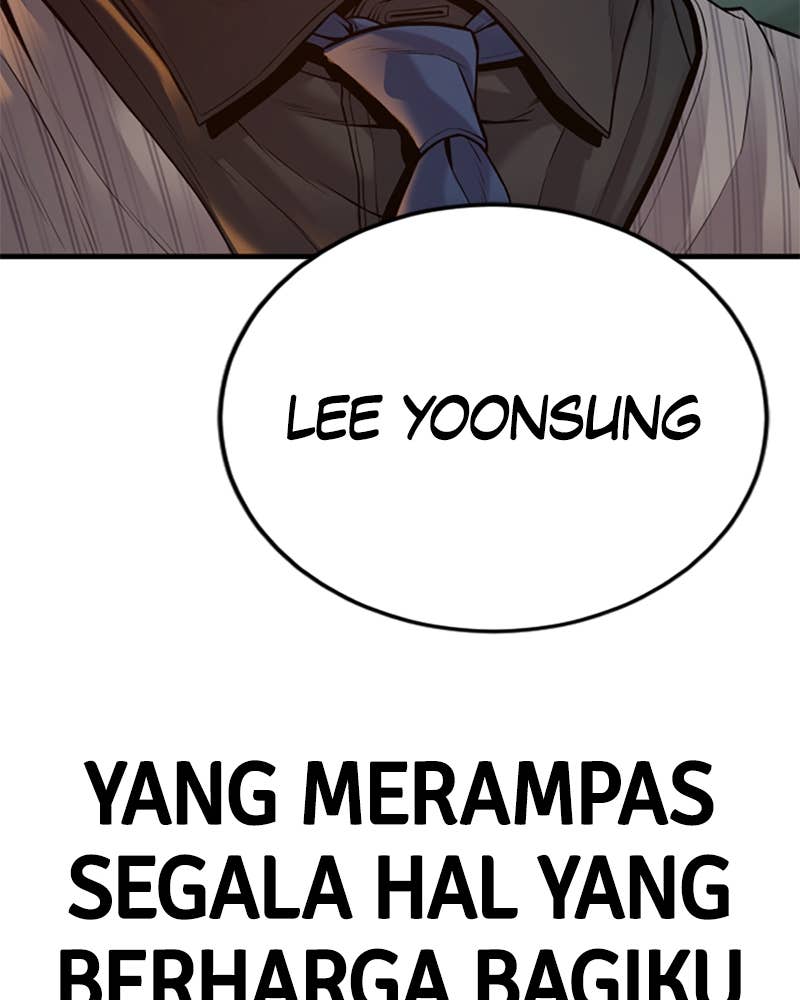 LEE YOONSUNG
YANG MERAMPAS
SEGALA HAL YANG
BERHARGA BAGIKU